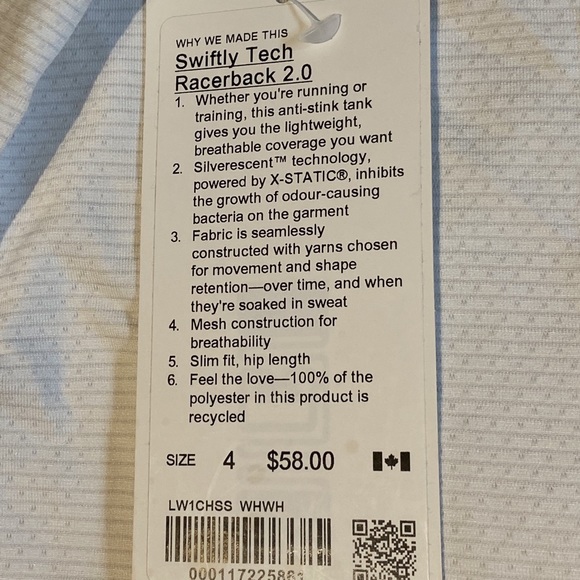 WHY WE MADE THIS
Swiftly Tech
Racerback 2.0
1. Whether you're running or
training, this anti-stink tank
gives you the lightweight,
breathable coverage you want
2. Silverescent™ technology,
powered by X-STATIC®, inhibits
the growth of odour-causing
bacteria on the garment
3. Fabric is seamlessly
constructed with yarns chosen
for movement and shape
retention—over time, and when
they're soaked in sweat
4. Mesh construction for
breathability
5. Slim fit, hip length
6. Feel the love—100% of the
polyester in this product is
recycled
SIZE 4 $58.00
LW1CHSS WHWH